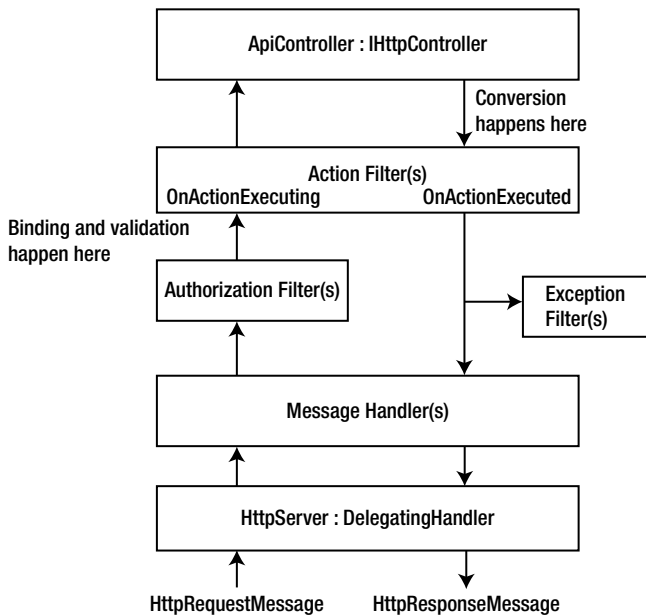 ApiController : IHttpController
Conversion
happens here
Action Filter(s)
OnActionExecuting
OnActionExecuted
Binding and validation
happen here
Authorization Filter(s)
Exception
Filter(s)
Message Handler(s)
HttpServer : DelegatingHandler
HttpRequestMessage
HttpResponseMessage